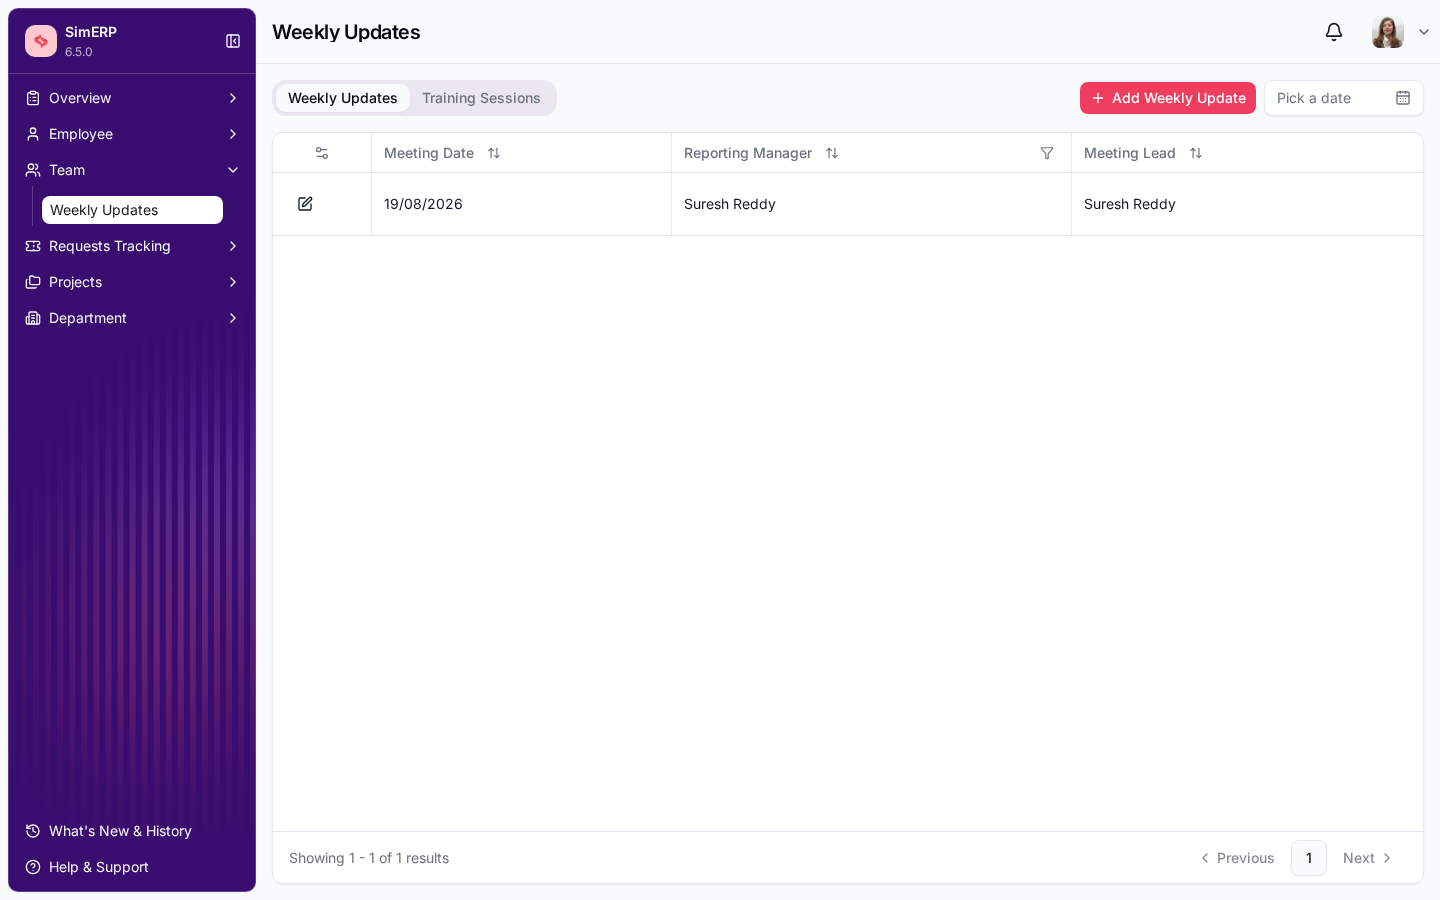 SimERP
6.5.0
Overview
Employee
Team
Weekly Updates
Requests Tracking
Projects
Department
What's New & History
Help & Support
Weekly Updates
Weekly Updates
Training Sessions
Add Weekly Update
Pick a date
Meeting Date
Reporting Manager
Meeting Lead
19/08/2026
Suresh Reddy
Suresh Reddy
Showing 1 - 1 of 1 results
Previous
1
Next